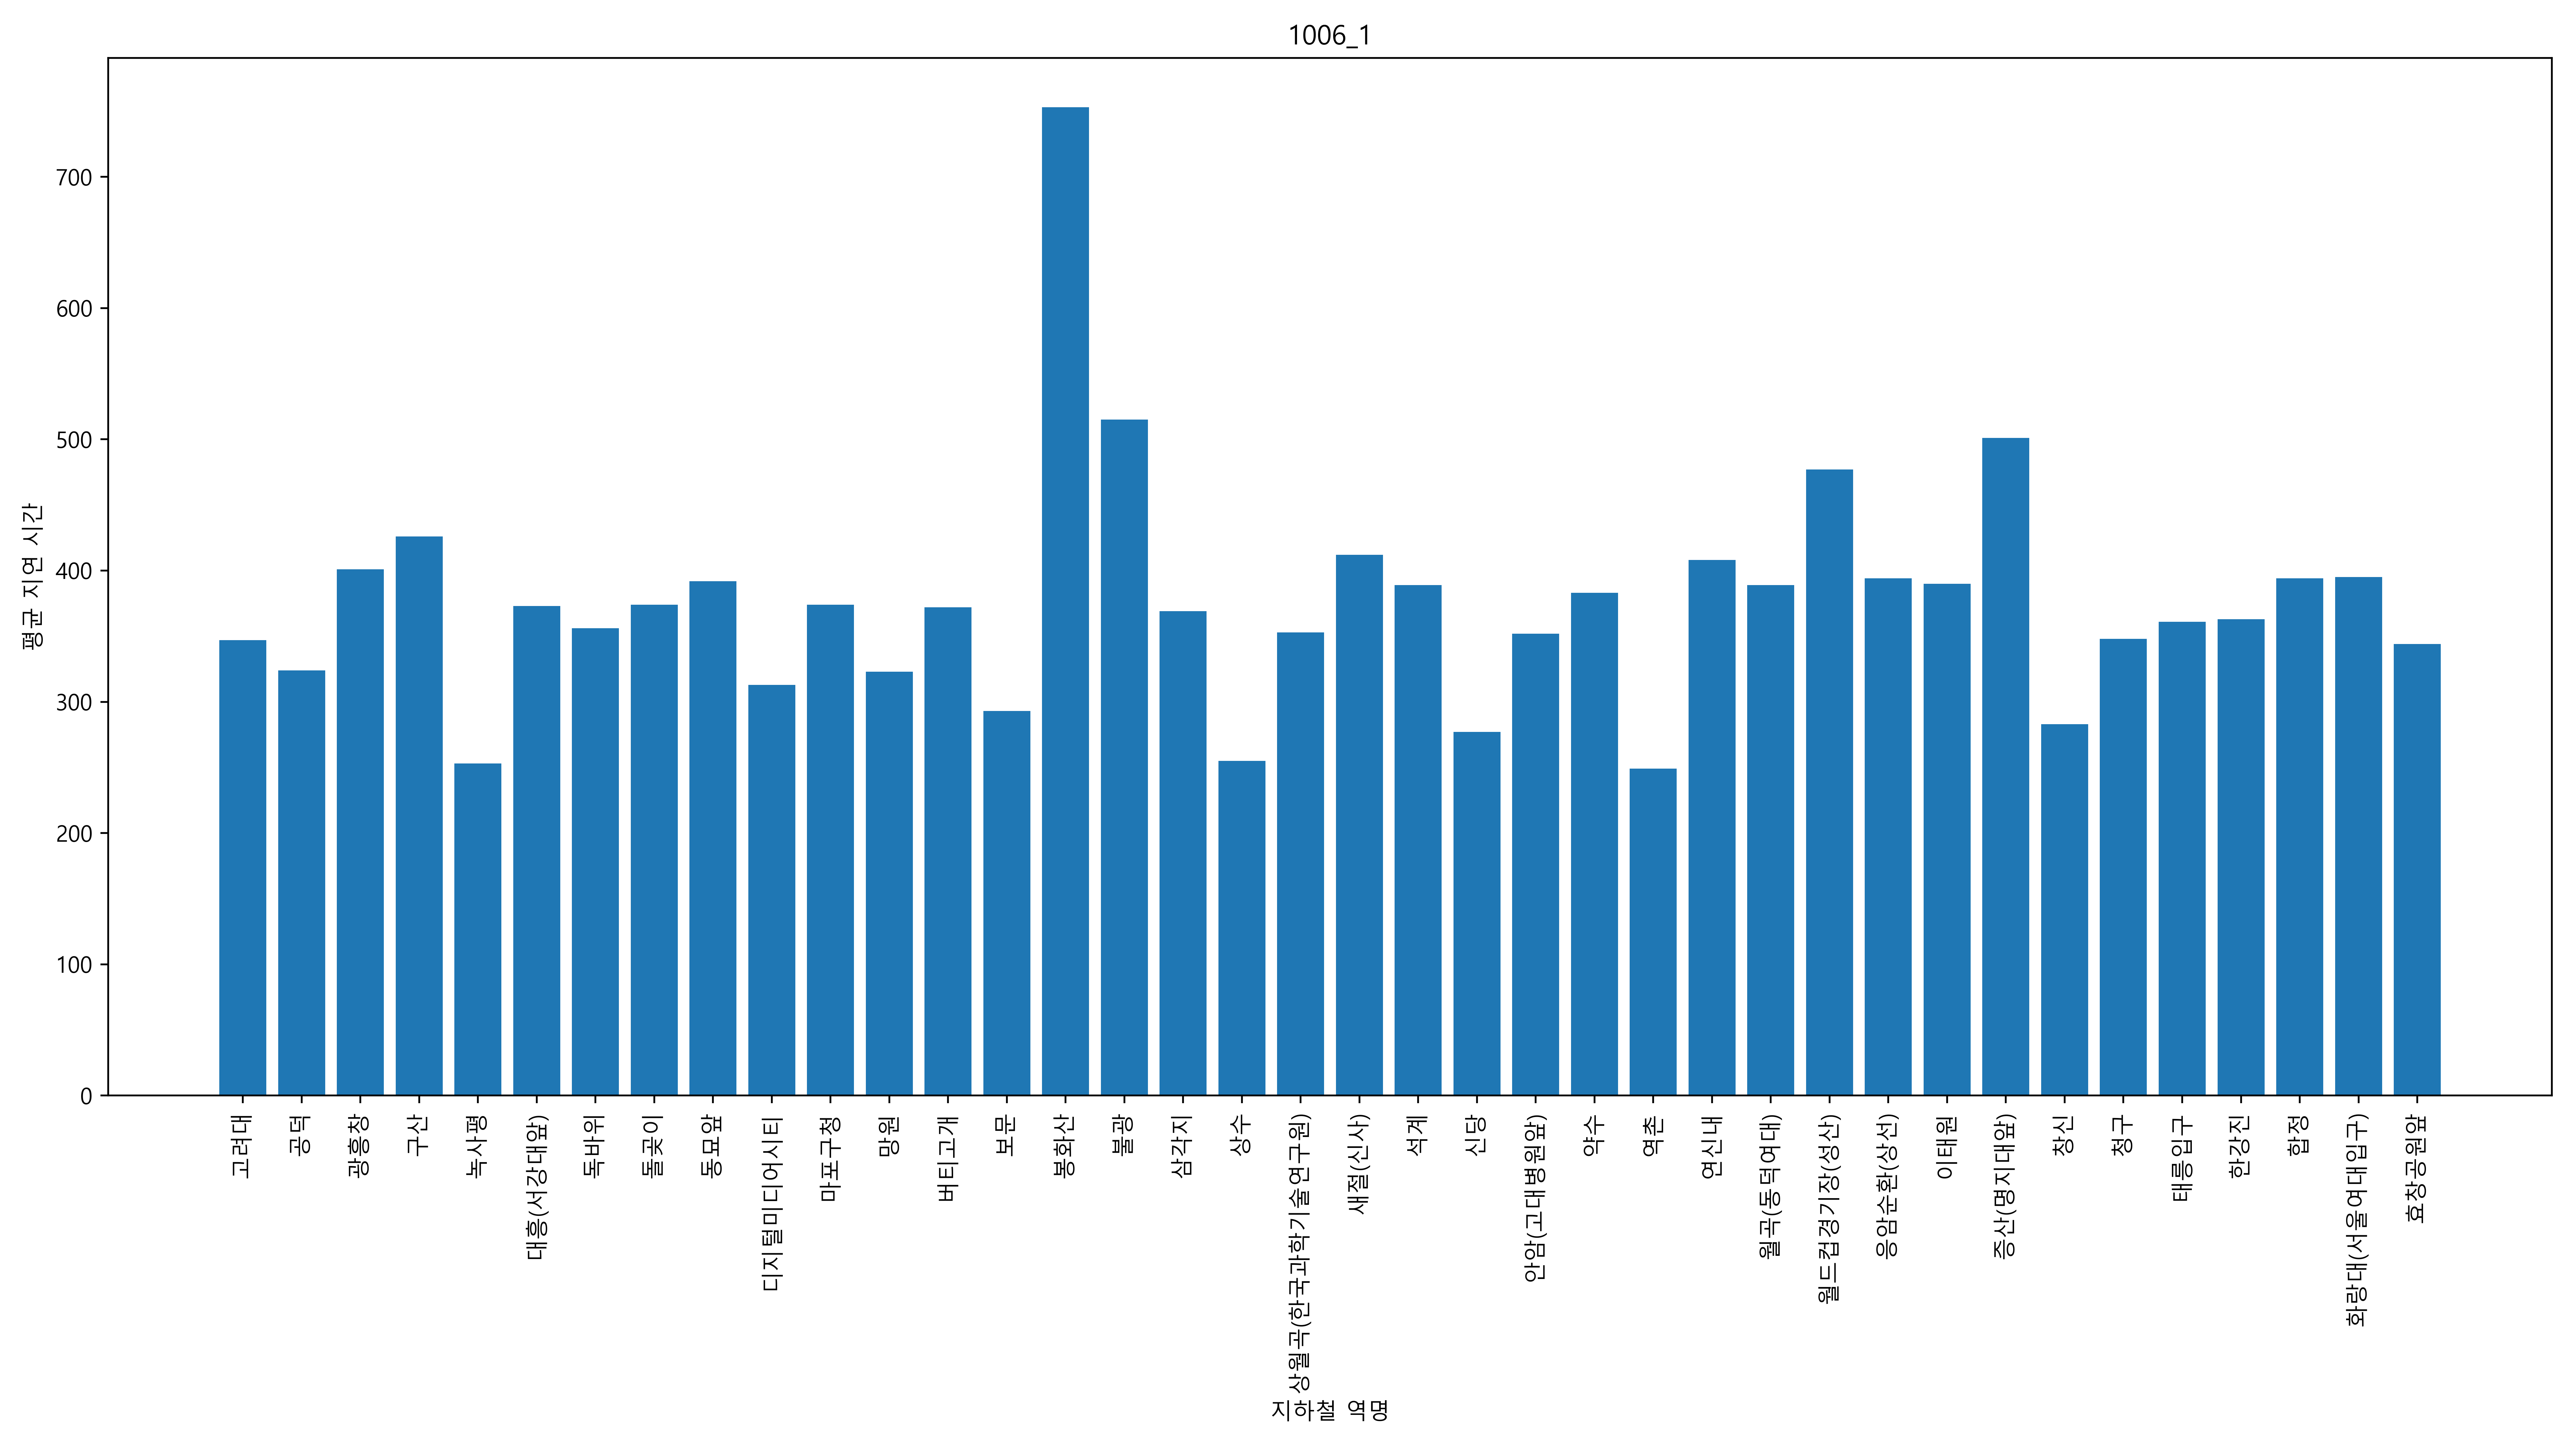 1006_1
평균 지연 시간
700
600
500
400
300
200
100
0
고려대
공덕
광흥창
구산
녹사평
대흥(서강대앞)
독바위
돌곶이
동묘앞
디지털미디어시티
마포구청
망원
버티고개
보문
봉화산
불광
삼각지
상수
상월곡(한국과학기술연구원)
새절(신사)
석계
신당
안암(고대병원앞)
약수
역촌
연신내
월곡(동덕여대)
월드컵경기장(성산)
응암순환(상선)
이태원
증산(명지대앞)
창신
청구
태릉입구
한강진
합정
화랑대(서울여대입구)
효창공원앞
지하철 역명